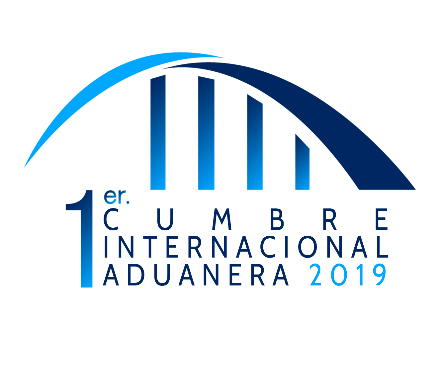 1er.
CUMBRE
INTERNACIONAL
ADUANERA 2019